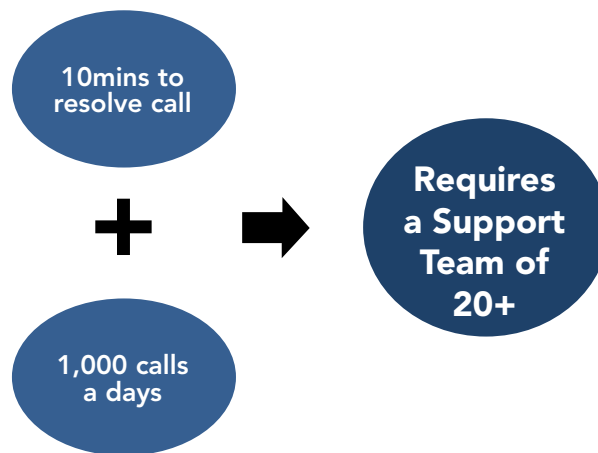 10mins to
resolve call
+
1,000 calls
a days
Requires
a Support
Team of
20+